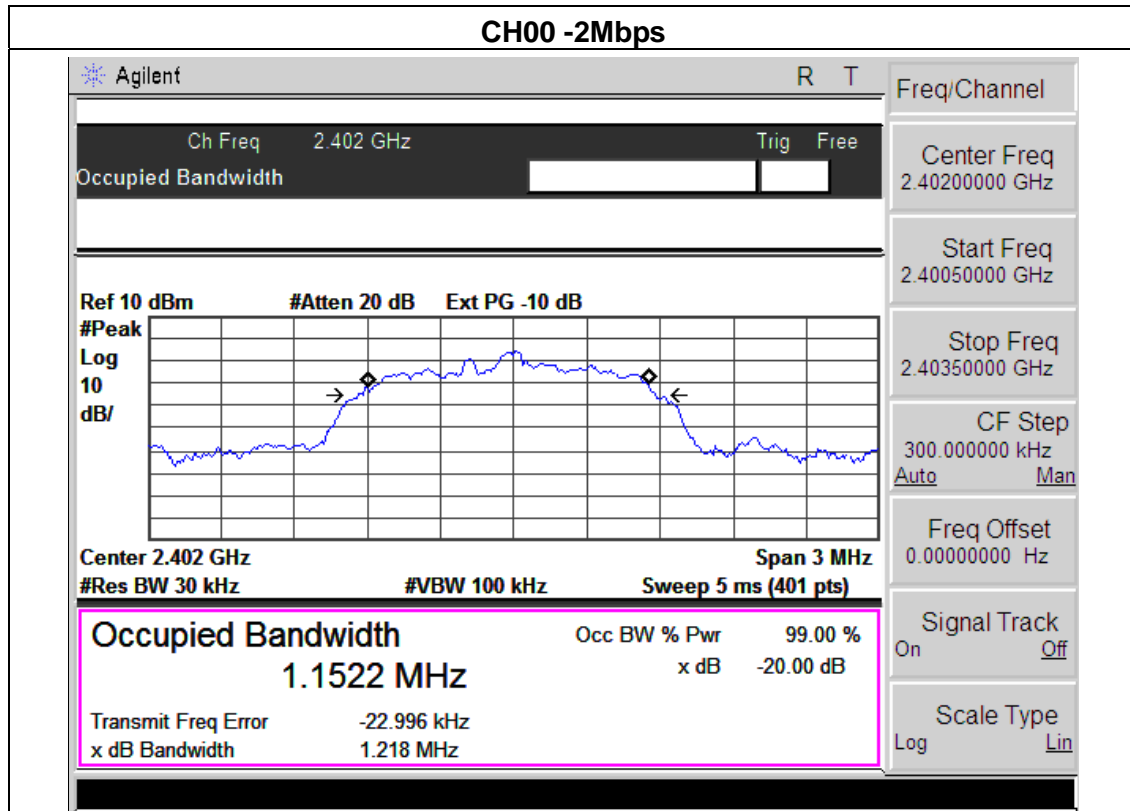 CH00 -2Mbps
Agilent R T
Ch Freq 2.402 GHz Trig Free
Occupied Bandwidth
Ref 10 dBm #Atten 20 dB Ext PG -10 dB
#Peak
Log
10
dB/
Center 2.402 GHz Span 3 MHz
#Res BW 30 kHz #VBW 100 kHz Sweep 5 ms (401 pts)
Occupied Bandwidth
1.1522 MHz
Occ BW % Pwr 99.00 %
x dB -20.00 dB
Transmit Freq Error -22.996 kHz
x dB Bandwidth 1.218 MHz
Freq/Channel
Center Freq
2.40200000 GHz
Start Freq
2.40050000 GHz
Stop Freq
2.40350000 GHz
CF Step
300.000000 kHz
Auto Man
Freq Offset
0.00000000 Hz
Signal Track
On Off
Scale Type
Log Lin